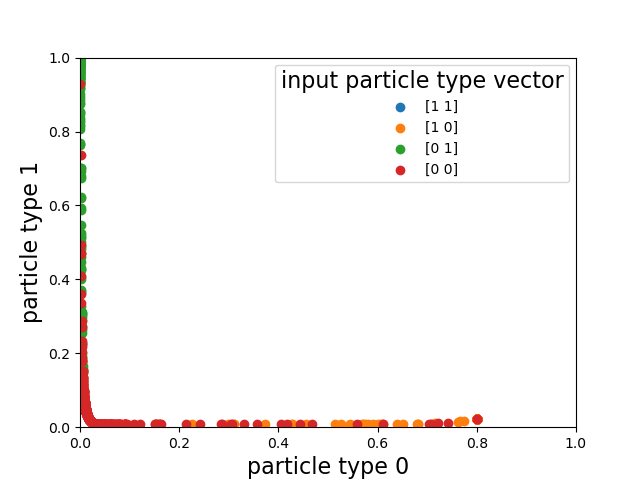 input particle type vector
[1 1]
[1 0]
[0 1]
[0 0]
particle type 1
1.0
0.8
0.6
0.4
0.2
0.0
0.0 0.2 0.4 0.6 0.8 1.0
particle type 0